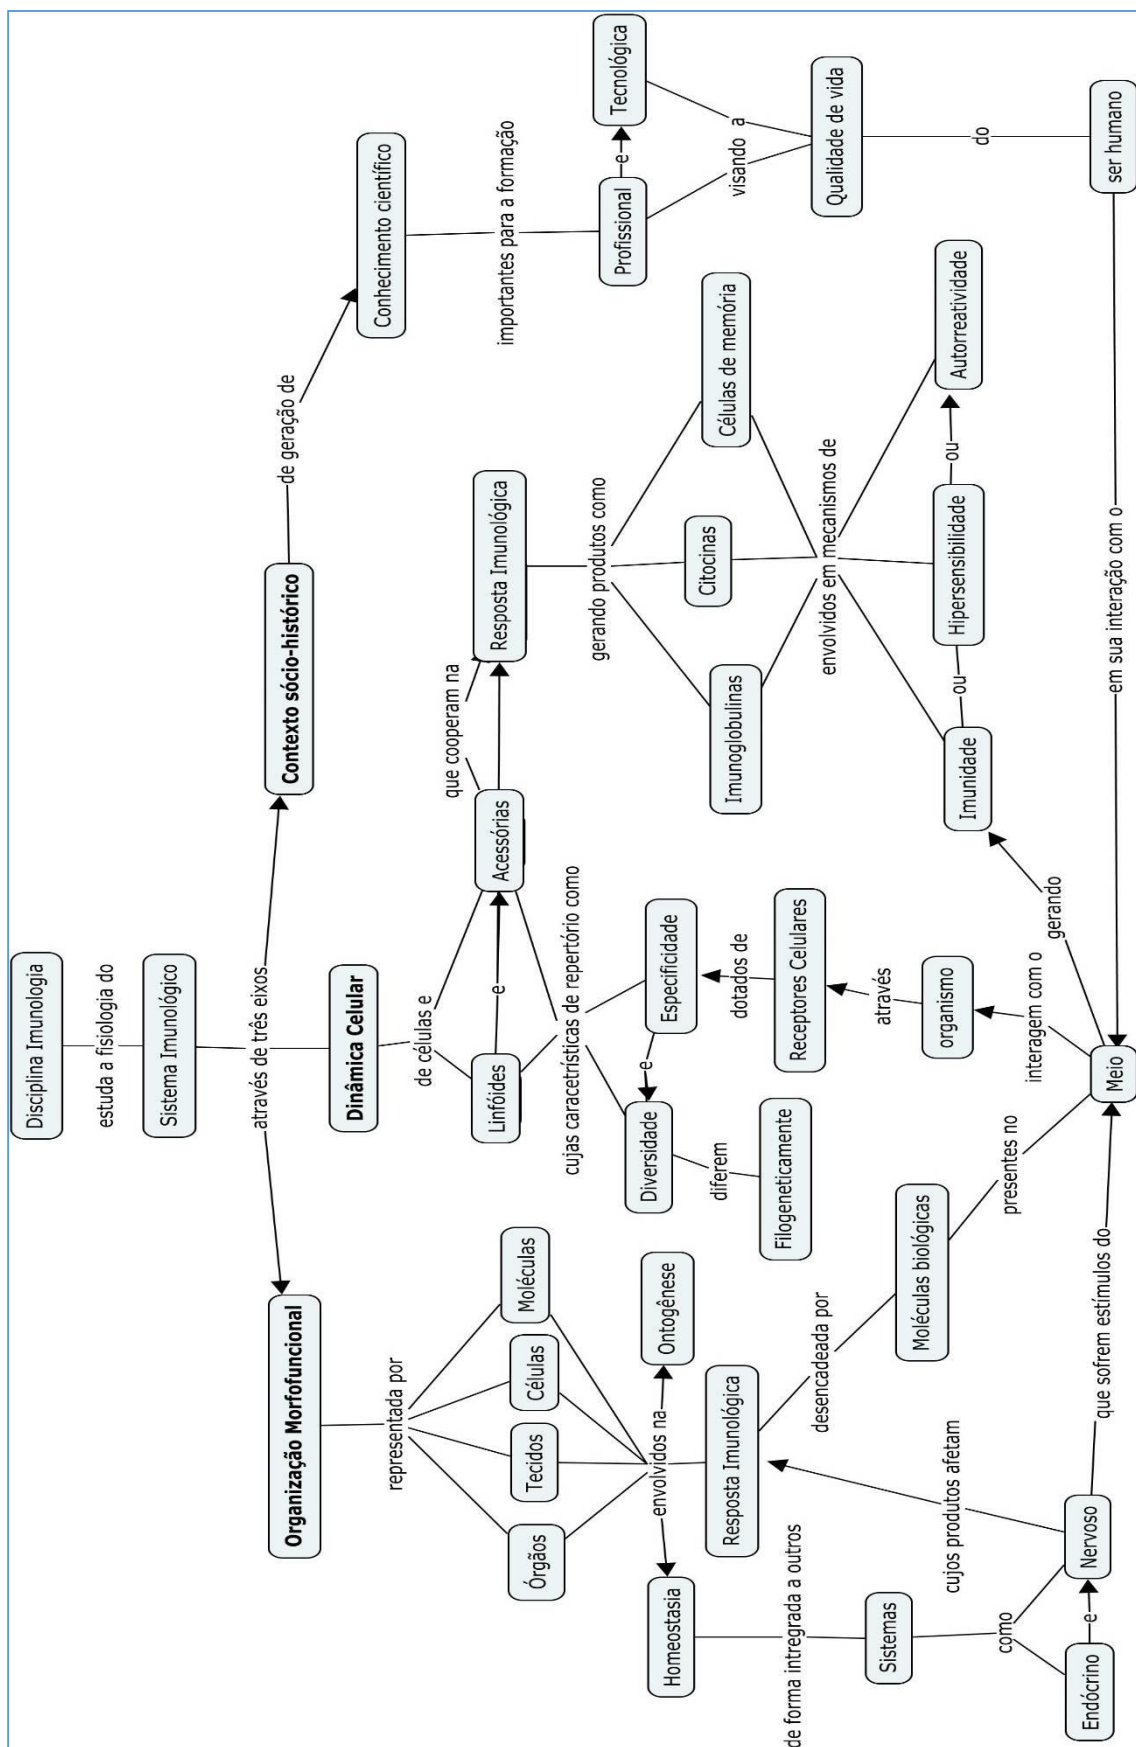 Disciplina Imunologia
estuda a fisiologia do
Sistema Imunológico
através de três eixos
Organização Morfofuncional
Dinâmica Celular
Contexto sócio-histórico
representada por
Órgãos
Tecidos
Células
Moléculas
envolvidos na
Homeostasia
Resposta Imunológica
Ontogênese
de forma intregrada a outros
Sistemas
como
Endócrino
e
Nervoso
cujos produtos afetam
que sofrem estímulos do
desencadeada por
Moléculas biológicas
presentes no
Meio
de células e
Linfóides
e
Acessórias
cujas caracetrísticas de repertório como
Diversidade
e
Especificidade
diferem
Filogeneticamente
dotados de
Receptores Celulares
através
organismo
interagem com o
que cooperam na
Resposta Imunológica
gerando produtos como
Imunoglobulinas
Citocinas
Células de memória
envolvidos em mecanismos de
Imunidade
ou
Hipersensibilidade
ou
Autorreatividade
gerando
de geração de
Conhecimento científico
importantes para a formação
Profissional
e
Tecnológica
visando a
Qualidade de vida
do
ser humano
em sua interação com o